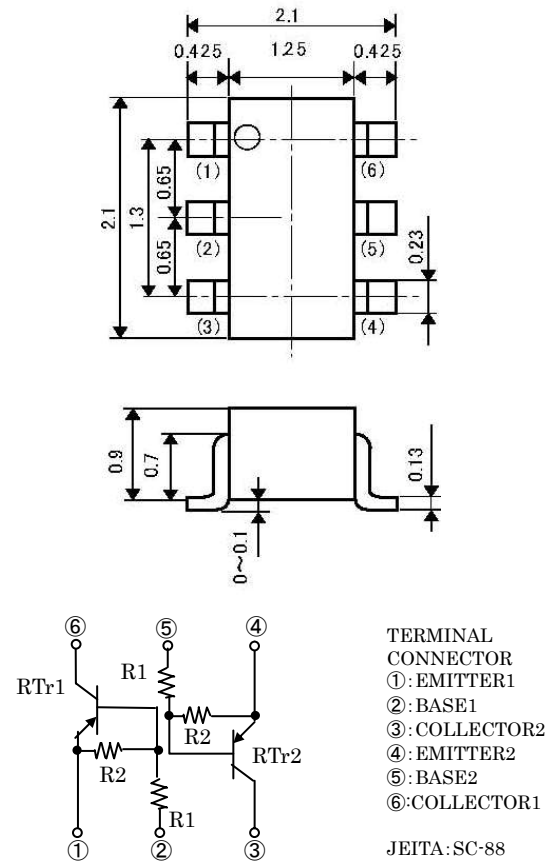 2.1
0.425 1.25 0.425
(1) (6)
0.65
2.1 1.3
(2) (5)
0.65 0.23
(3) (4)
0.9 0.7 0.13
0～0.1
⑥ ⑤ ④
R1
RTr1
R2
RTr2
R2
R1
① ② ③
TERMINAL
CONNECTOR
①:EMITTER1
②:BASE1
③:COLLECTOR2
④:EMITTER2
⑤:BASE2
⑥:COLLECTOR1
JEITA:SC-88